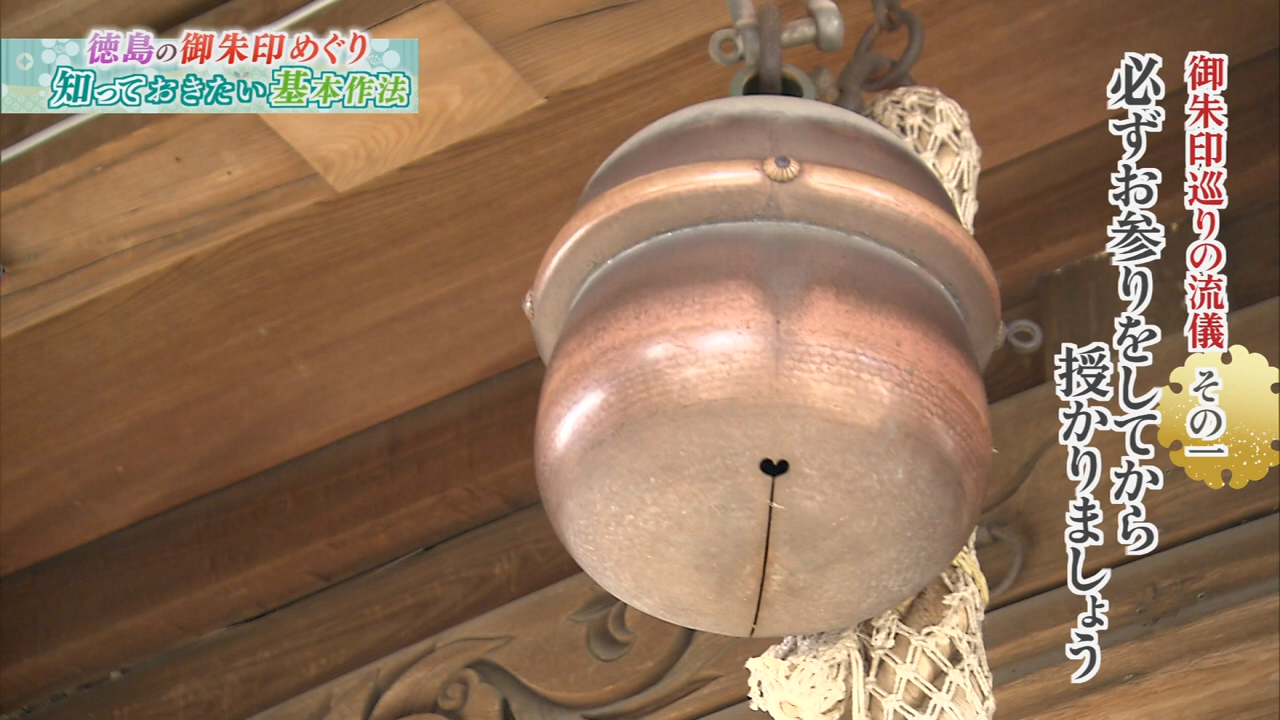 徳島の御朱印めぐり
知っておきたい基本作法
御朱印巡りの流儀 その一
必ずお参りをしてから
授かりましょう